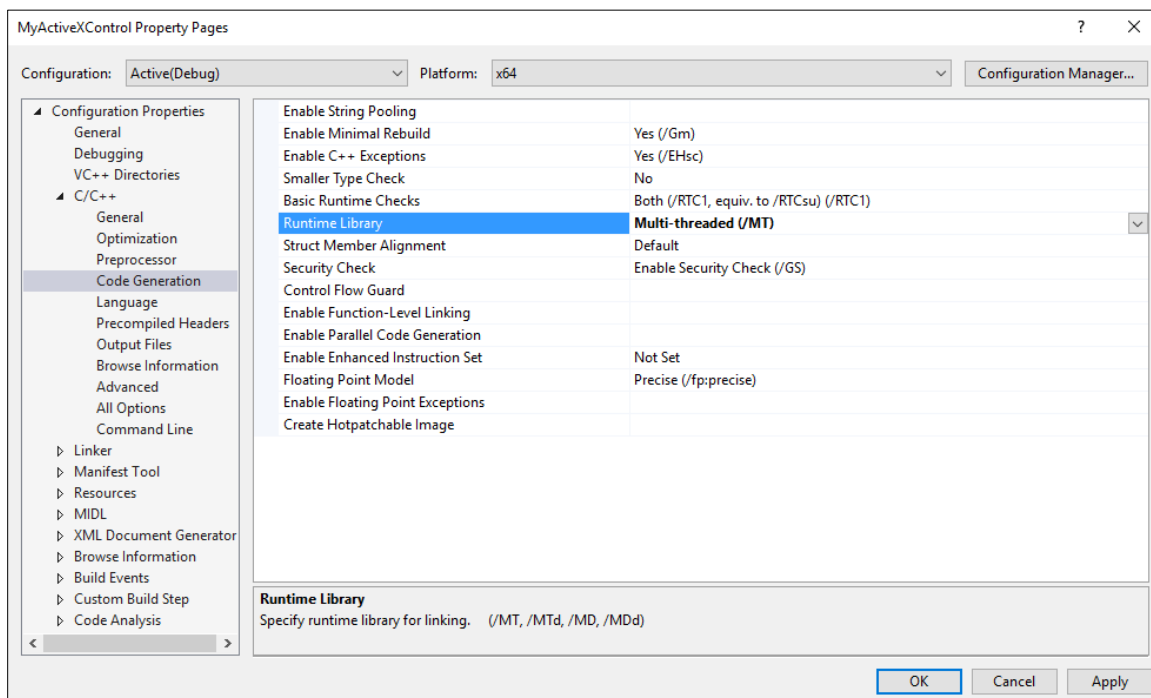 MyActiveXControl Property Pages
?
Configuration: Active(Debug) Platform: x64 Configuration Manager...
Configuration Properties
General
Debugging
VC++ Directories
C/C++
General
Optimization
Preprocessor
Code Generation
Language
Precompiled Headers
Output Files
Browse Information
Advanced
All Options
Command Line
Linker
Manifest Tool
Resources
MIDL
XML Document Generator
Browse Information
Build Events
Custom Build Step
Code Analysis
Enable String Pooling
Enable Minimal Rebuild Yes (/Gm)
Enable C++ Exceptions Yes (/EHsc)
Smaller Type Check No
Basic Runtime Checks Both (/RTC1, equiv. to /RTCsu) (/RTC1)
Runtime Library Multi-threaded (/MT)
Struct Member Alignment Default
Security Check Enable Security Check (/GS)
Control Flow Guard
Enable Function-Level Linking
Enable Parallel Code Generation
Enable Enhanced Instruction Set Not Set
Floating Point Model Precise (/fp:precise)
Enable Floating Point Exceptions
Create Hotpatchable Image
Runtime Library
Specify runtime library for linking. (/MT, /MTd, /MD, /MDd)
OK Cancel Apply